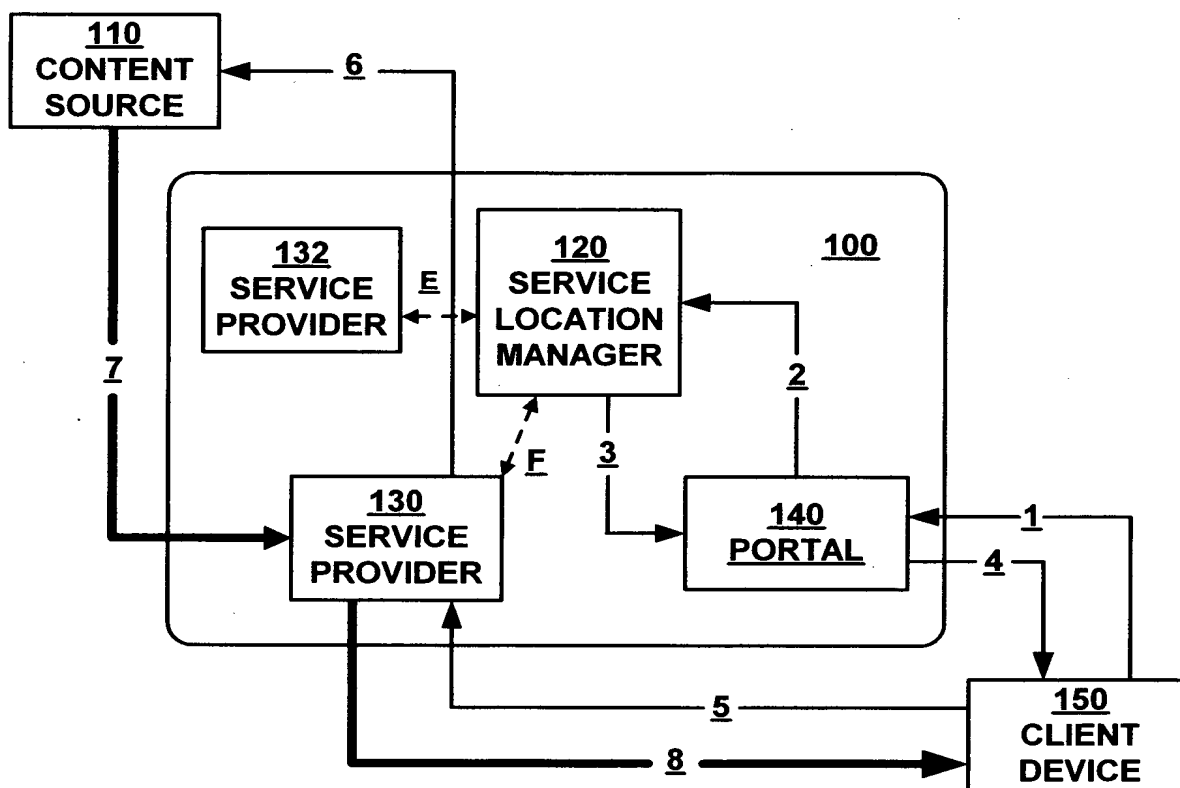 110
CONTENT
SOURCE
6
100
132
SERVICE
PROVIDER
E
120
SERVICE
LOCATION
MANAGER
7
2
3
F
130
SERVICE
PROVIDER
140
PORTAL
1
4
5
150
CLIENT
DEVICE
8